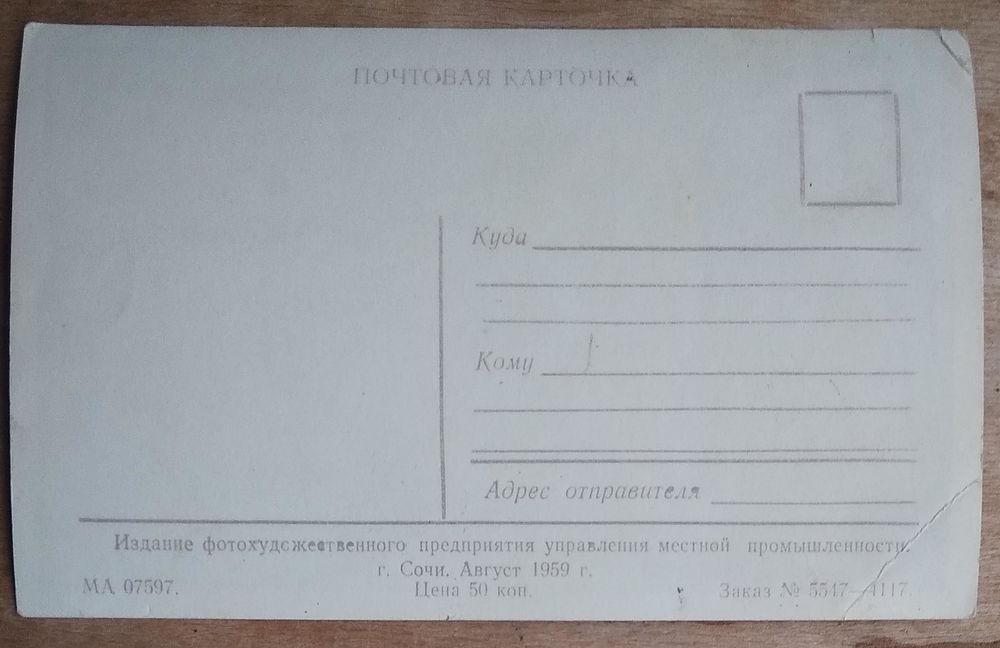 ПОЧТОВАЯ КАРТОЧКА
Куда
Кому
Адрес отправителя
Издание фотохудожественного предприятия управления местной промышленности.
г. Сочи. Август 1959 г.
МА 07597. Цена 50 коп. Заказ № 5547—4117